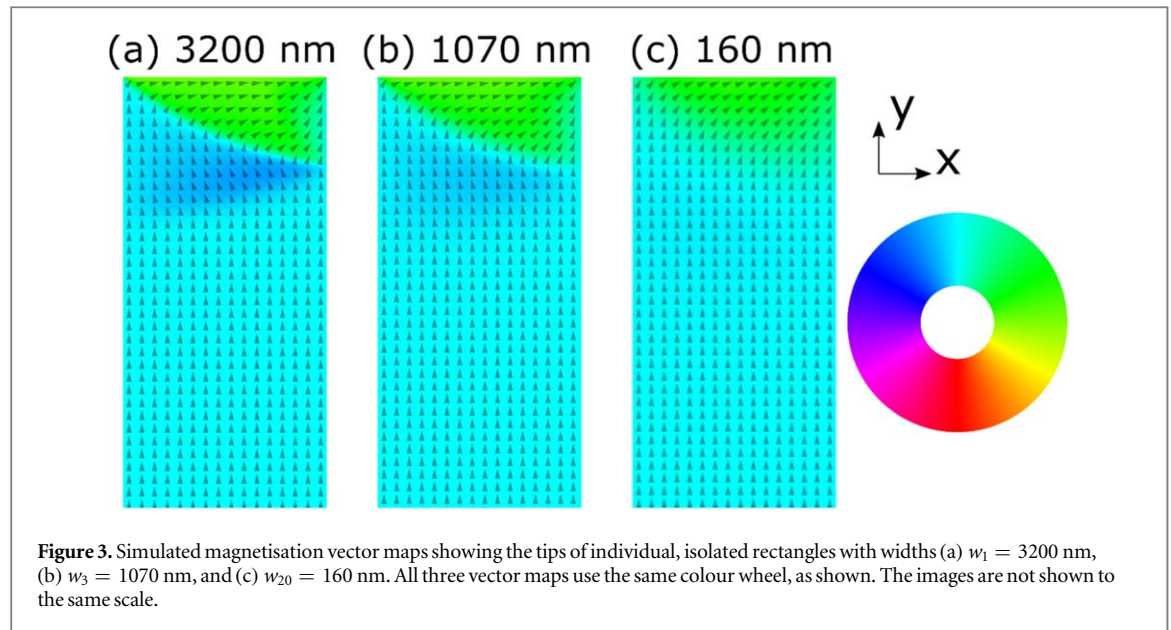 (a) 3200 nm (b) 1070 nm (c) 160 nm
y
x
Figure 3. Simulated magnetisation vector maps showing the tips of individual, isolated rectangles with widths (a) w₁ = 3200 nm,
(b) w₃ = 1070 nm, and (c) w₂₀ = 160 nm. All three vector maps use the same colour wheel, as shown. The images are not shown to
the same scale.